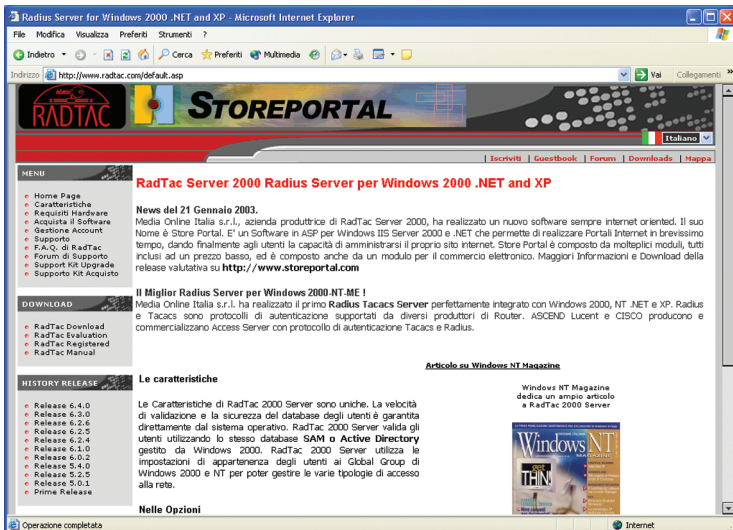 Radius Server for Windows 2000 .NET and XP - Microsoft Internet Explorer
File Modifica Visualizza Preferiti Strumenti ?
Indietro Cerca Preferiti Multimedia
Indirizzo http://www.radtac.com/default.asp Vai Collegamenti »
RADTAC STOREPORTAL
Italiano
| Iscriviti | Guestbook | Forum | Downloads | Mappa
MENU
Home Page
Caratteristiche
Requisiti Hardware
Acquista il Software
Gestione Account
Supporto
F.A.Q. di RadTac
Forum di Supporto
Support Kit Upgrade
Supporto Kit Acquisto
DOWNLOAD
RadTac Download
RadTac Evaluation
RadTac Registered
RadTac Manual
HISTORY RELEASE
Release 6.4.0
Release 6.3.0
Release 6.2.6
Release 6.2.5
Release 6.2.4
Release 6.1.0
Release 6.0.2
Release 5.4.0
Release 5.2.5
Release 5.0.1
Prime Release
RadTac Server 2000 Radius Server per Windows 2000 .NET and XP
News del 21 Gennaio 2003.
Media Online Italia s.r.l., azienda produttrice di RadTac Server 2000, ha realizzato un nuovo software sempre internet oriented. Il suo
Nome è Store Portal. E' un Software in ASP per Windows IIS Server 2000 e .NET che permette di realizzare Portali Internet in brevissimo
tempo, dando finalmente agli utenti la capacità di amministrarsi il proprio sito internet. Store Portal è composto da molteplici moduli, tutti
inclusi ad un prezzo basso, ed è composto anche da un modulo per il commercio elettronico. Maggiori Informazioni e Download della
release valutativa su http://www.storeportal.com
Il Miglior Radius Server per Windows 2000-NT-ME !
Media Online Italia s.r.l. ha realizzato il primo Radius Tacacs Server perfettamente integrato con Windows 2000, NT .NET e XP. Radius
e Tacacs sono protocolli di autenticazione supportati da diversi produttori di Router. ASCEND Lucent e CISCO producono e
commercializzano Access Server con protocollo di autenticazione Tacacs e Radius.
Articolo su Windows NT Magazine
Windows NT Magazine
dedica un ampio articolo
a RadTac 2000 Server
Windows NT
MAGAZINE
get
THIN!
Le caratteristiche
Le Caratteristiche di RadTac 2000 Server sono uniche. La velocità
di validazione e la sicurezza del database degli utenti è garantita
direttamente dal sistema operativo. RadTac 2000 Server valida gli
utenti utilizzando lo stesso database SAM o Active Directory
gestito da Windows 2000. RadTac 2000 Server utilizza le
impostazioni di appartenenza degli utenti ai Global Group di
Windows 2000 e NT per poter gestire le varie tipologie di accesso
alla rete.
Nelle Opzioni
Operazione completata Internet